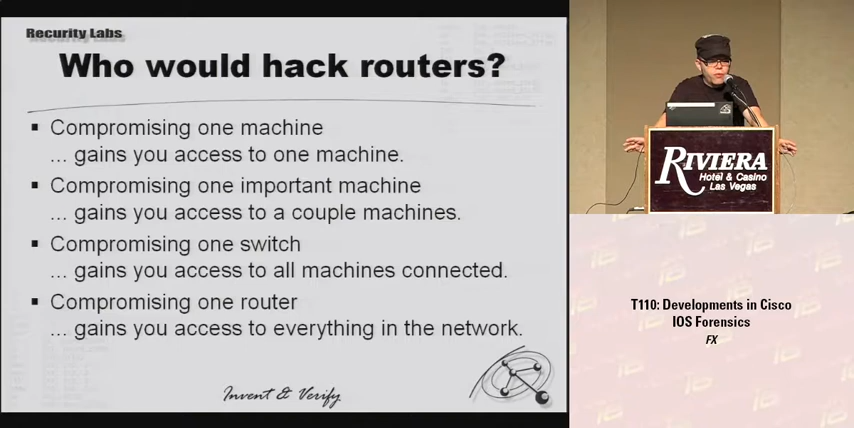 Recurity Labs
Who would hack routers?
▪ Compromising one machine
... gains you access to one machine.
▪ Compromising one important machine
... gains you access to a couple machines.
▪ Compromising one switch
... gains you access to all machines connected.
▪ Compromising one router
... gains you access to everything in the network.
Invent & Verify
RIVIERA
Hotel & Casino
Las Vegas
T110: Developments in Cisco
IOS Forensics
FX